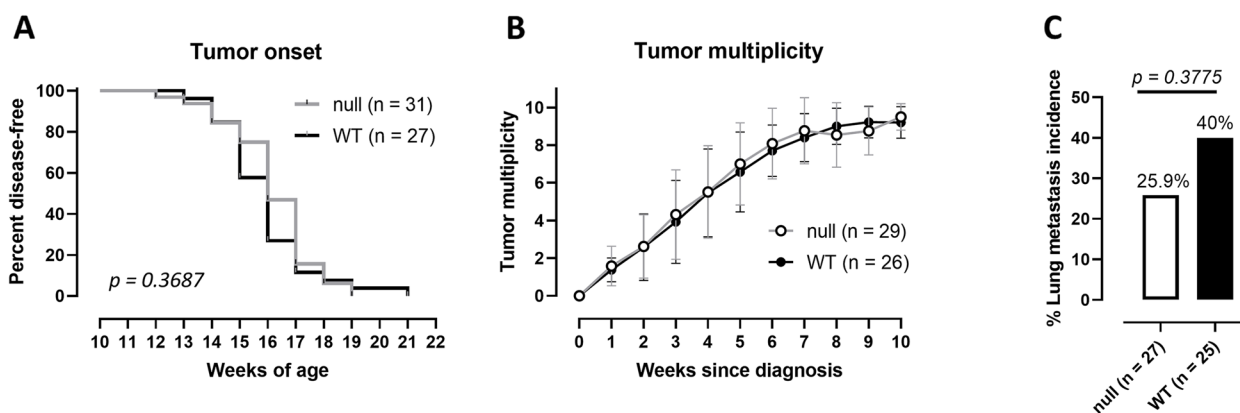 A
Tumor onset
Percent disease-free
100
80
60
40
20
0
null (n = 31)
WT (n = 27)
p = 0.3687
10 11 12 13 14 15 16 17 18 19 20 21 22
Weeks of age
B
Tumor multiplicity
Tumor multiplicity
10
8
6
4
2
0
null (n = 29)
WT (n = 26)
0 1 2 3 4 5 6 7 8 9 10
Weeks since diagnosis
C
p = 0.3775
% Lung metastasis incidence
50
40
30
20
10
0
25.9%
40%
null (n = 27)
WT (n = 25)